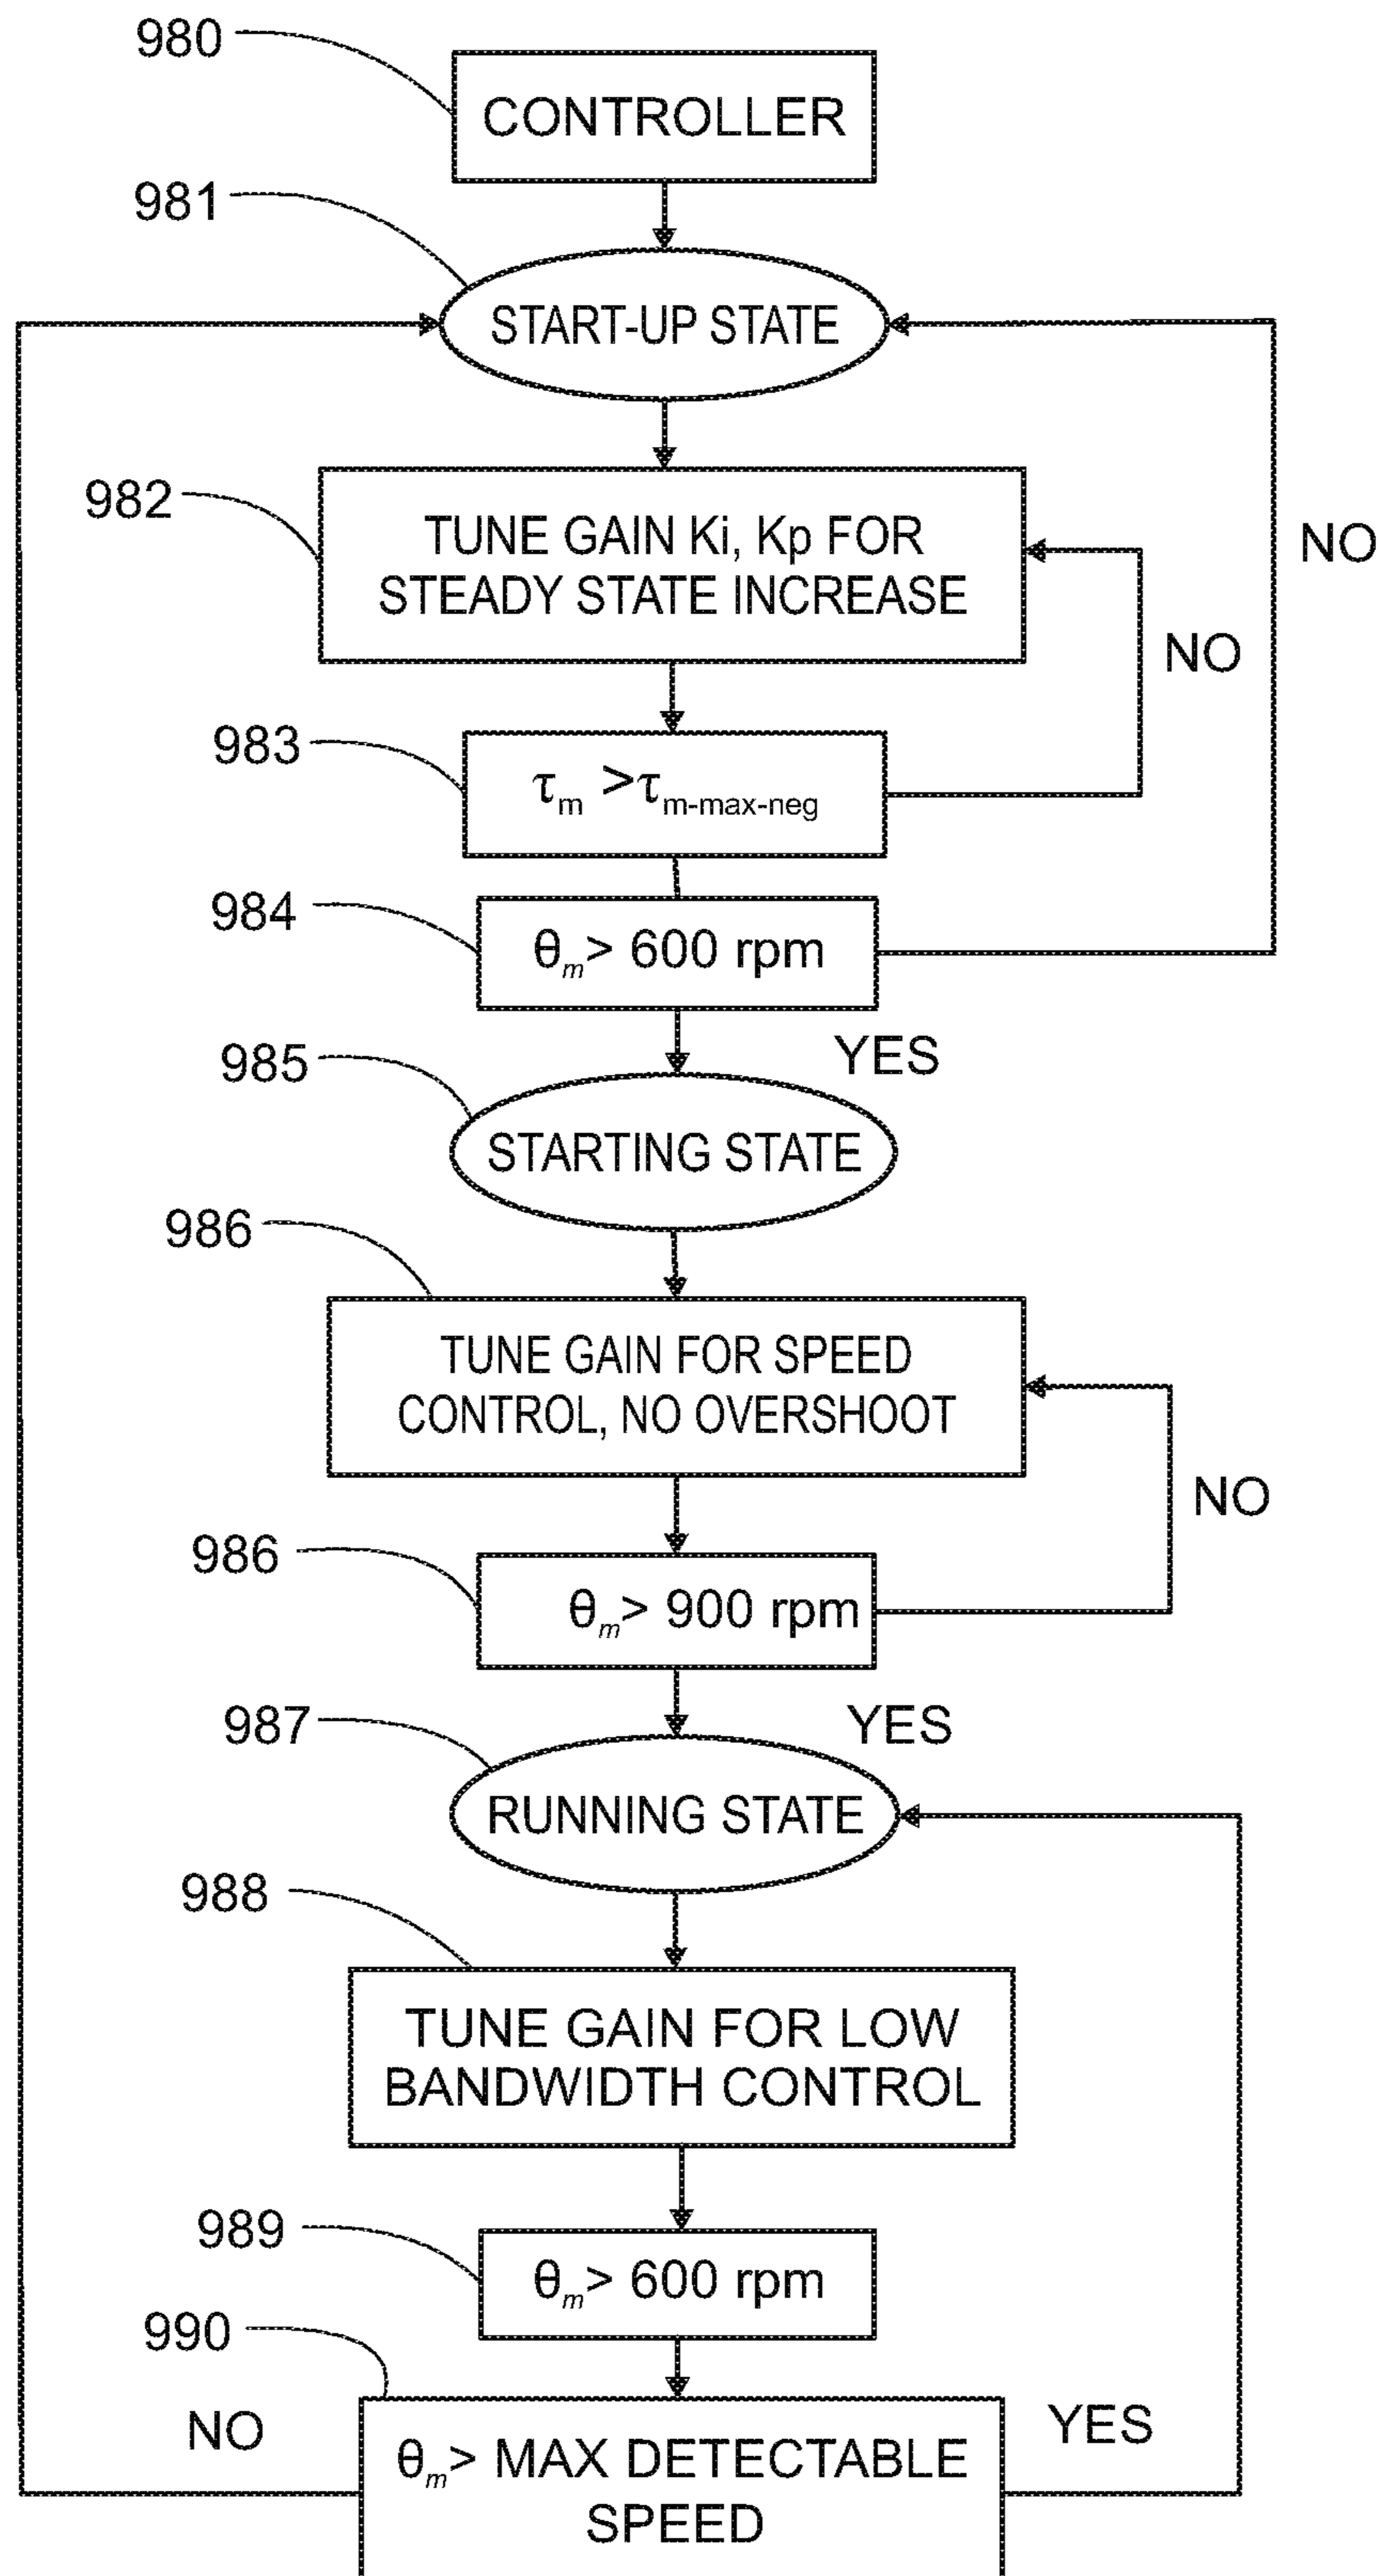 980
CONTROLLER
981
START-UP STATE
982
TUNE GAIN Ki, Kp FOR
STEADY STATE INCREASE
NO
NO
983
τm >τm-max-neg
984
θm> 600 rpm
YES
985
STARTING STATE
986
TUNE GAIN FOR SPEED
CONTROL, NO OVERSHOOT
NO
986
θm> 900 rpm
YES
987
RUNNING STATE
988
TUNE GAIN FOR LOW
BANDWIDTH CONTROL
989
θm> 600 rpm
990
NO
YES
θm> MAX DETECTABLE
SPEED